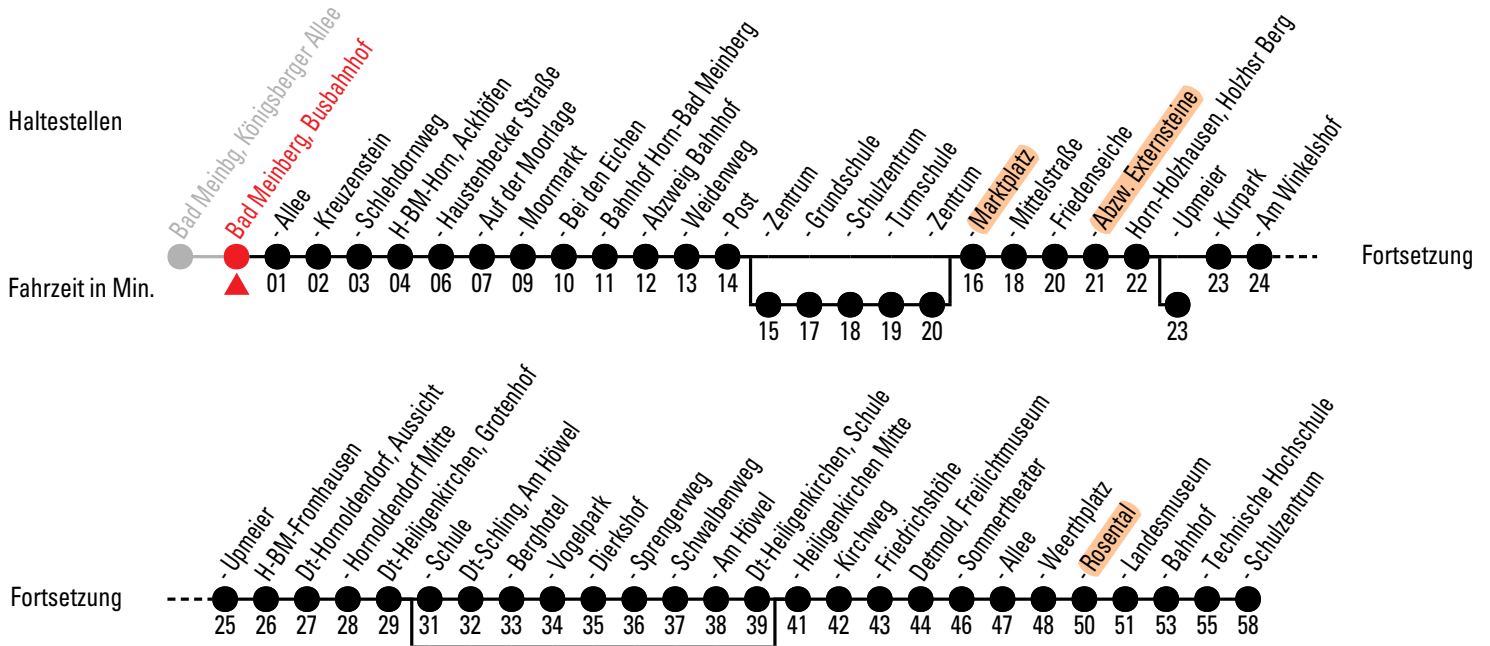 Haltestellen
Bad Meinbg, Königsberger Allee
Bad Meinberg, Busbahnhof
- Allee
- Kreuzenstein
- Schlehdornweg
H-BM-Horn, Ackhöfen
- Haustenbecker Straße
- Auf der Moorlage
- Moormarkt
- Bei den Eichen
- Bahnhof Horn-Bad Meinberg
- Abzweig Bahnhof
- Weidenweg
- Post
- Zentrum
- Grundschule
- Schulzentrum
- Turmschule
- Zentrum
- Marktplatz
- Mittelstraße
- Friedenseiche
- Abzw. Externsteine
Horn-Holzhausen, Holzhsr Berg
- Upmeier
- Kurpark
- Am Winkelshof
Fortsetzung
Fahrzeit in Min.
01 02 03 04 06 07 09 10 11 12 13 14 16 18 20 21 22 23 24
15 17 18 19 20 23
- Upmeier
H-BM-Fromhausen
Dt-Hornoldendorf, Aussicht
- Hornoldendorf Mitte
Dt-Heiligenkirchen, Grotenhof
- Schule
Dt-Schling, Am Höwel
- Berghotel
- Vogelpark
- Dierkshof
- Sprengerweg
- Schwalbenweg
- Am Höwel
Dt-Heiligenkirchen, Schule
- Heiligenkirchen Mitte
- Kirchweg
- Friedrichshöhe
Detmold, Freilichtmuseum
- Sommertheater
- Allee
- Weerthplatz
- Rosental
- Landesmuseum
- Bahnhof
- Technische Hochschule
- Schulzentrum
Fortsetzung
25 26 27 28 29 31 32 33 34 35 36 37 38 39 41 42 43 44 46 47 48 50 51 53 55 58